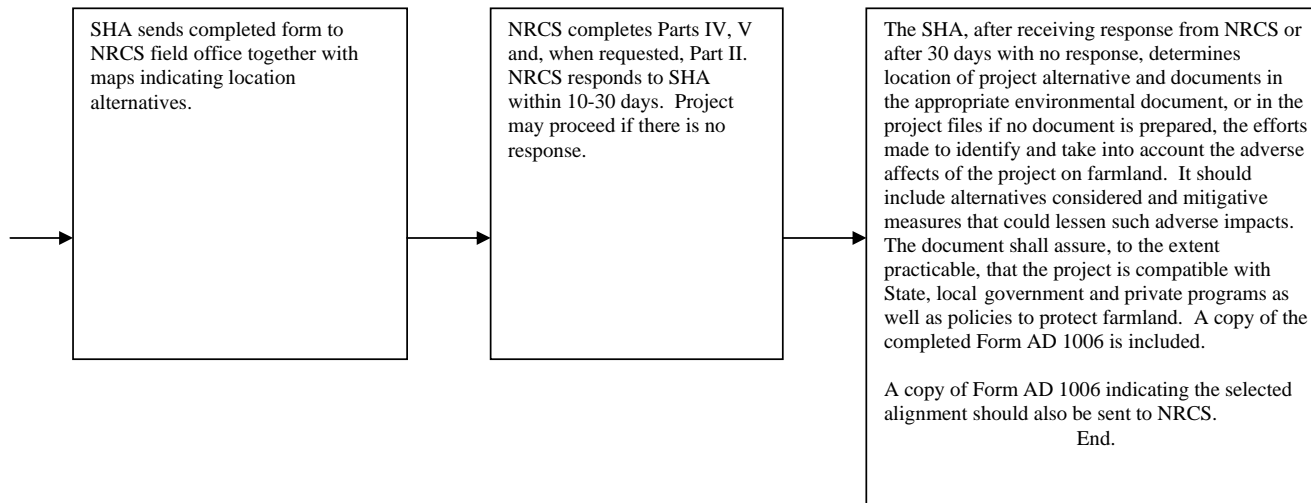 SHA sends completed form to
NRCS field office together with
maps indicating location
alternatives.
NRCS completes Parts IV, V
and, when requested, Part II.
NRCS responds to SHA
within 10-30 days.  Project
may proceed if there is no
response.
The SHA, after receiving response from NRCS or
after 30 days with no response, determines
location of project alternative and documents in
the appropriate environmental document, or in the
project files if no document is prepared, the efforts
made to identify and take into account the adverse
affects of the project on farmland.  It should
include alternatives considered and mitigative
measures that could lessen such adverse impacts.
The document shall assure, to the extent
practicable, that the project is compatible with
State, local government and private programs as
well as policies to protect farmland.  A copy of the
completed Form AD 1006 is included.
A copy of Form AD 1006 indicating the selected
alignment should also be sent to NRCS.
End.